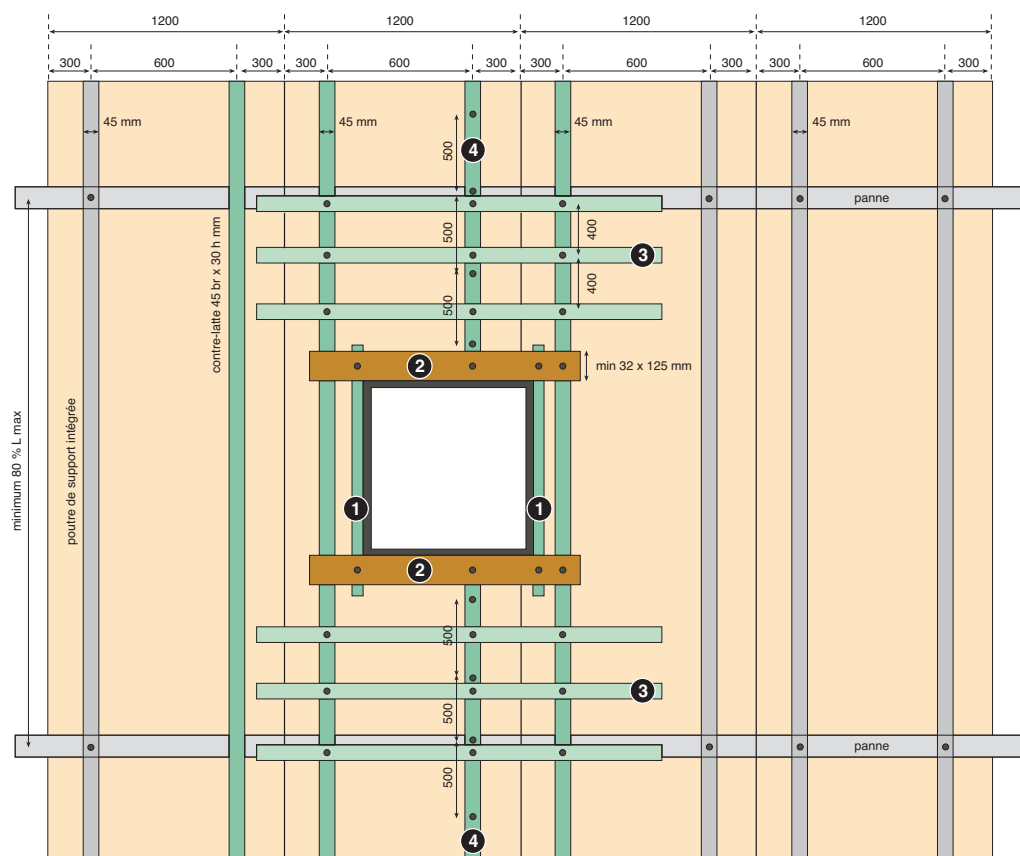 1200 1200 1200 1200
300 600 300 300 600 300 300 600 300 300 600 300
45 mm 45 mm 45 mm 45 mm
500
4
panne
500
400
3
contre-latte 45 br x 30 h mm
500
400
2
min 32 x 125 mm
minimum 80 % L max
poutre de support intégrée
1 1
2
500
3
500
panne
500
4